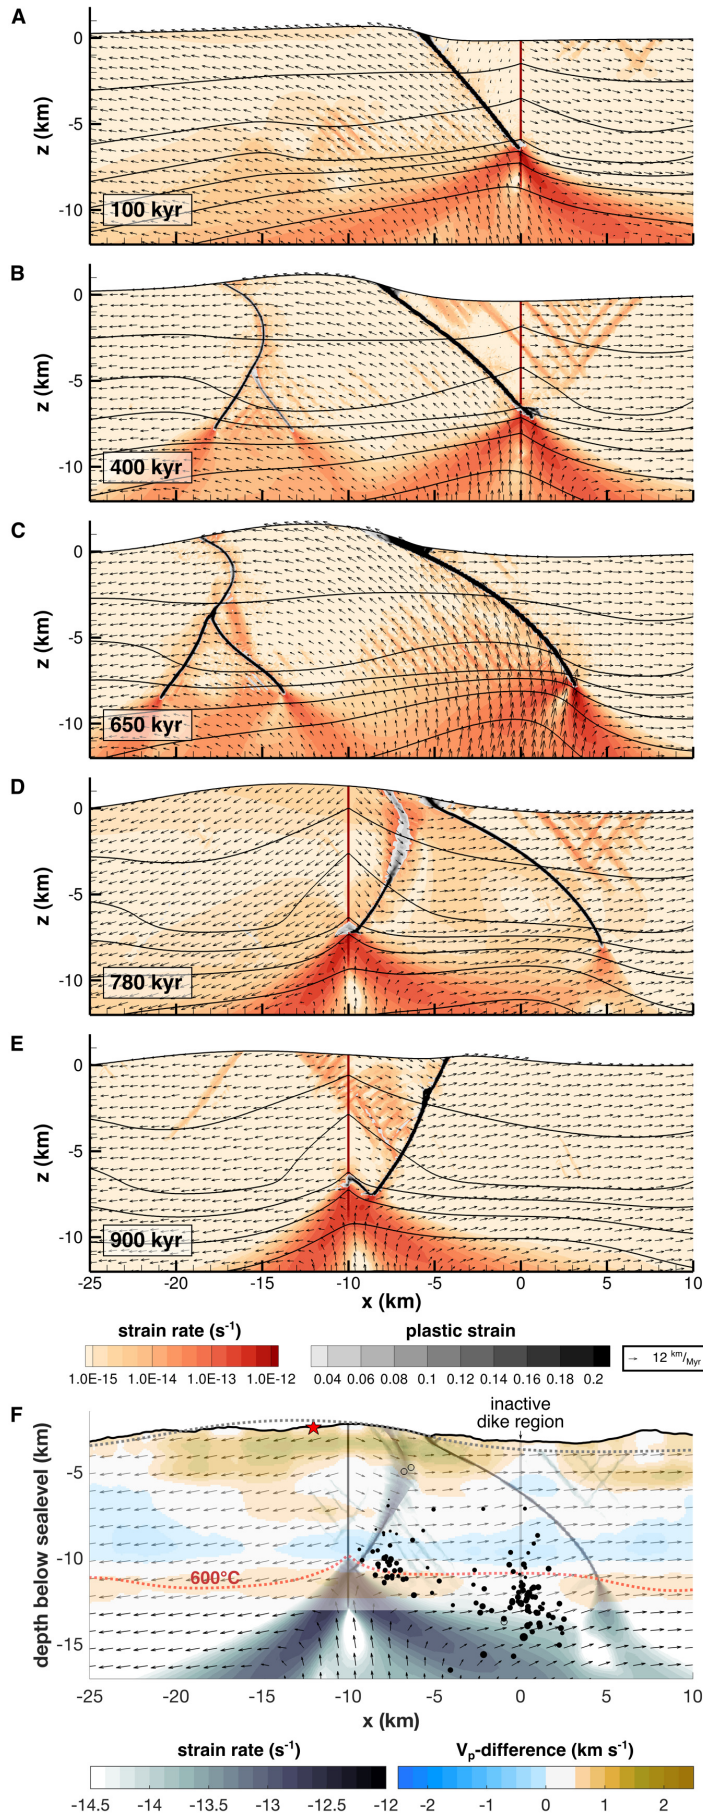 A
0
-5
-10
z (km)
100 kyr
B
0
-5
-10
z (km)
400 kyr
C
0
-5
-10
z (km)
650 kyr
D
0
-5
-10
z (km)
780 kyr
E
0
-5
-10
z (km)
900 kyr
-25 -20 -15 -10 -5 0 5 10
x (km)
strain rate (s⁻¹) plastic strain
12 km/Myr
1.0E-15 1.0E-14 1.0E-13 1.0E-12 0.04 0.06 0.08 0.1 0.12 0.14 0.16 0.18 0.2
F
inactive
dike region
-5
-10
-15
depth below sealevel (km)
600°C
-25 -20 -15 -10 -5 0 5 10
x (km)
strain rate (s⁻¹) Vₚ-difference (km s⁻¹)
-14.5 -14 -13.5 -13 -12.5 -12 -2 -1 0 1 2